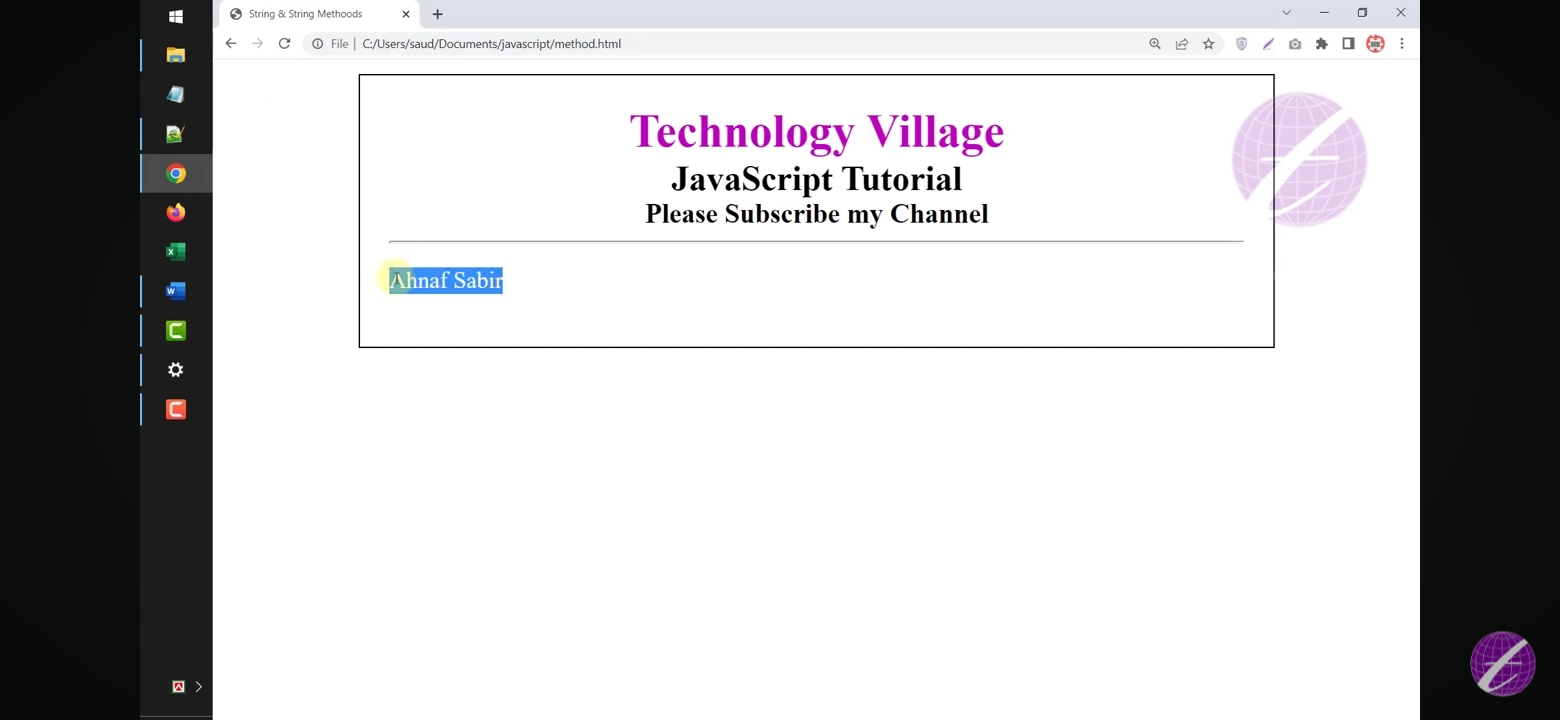 String & String Methoods
File
C:/Users/saud/Documents/javascript/method.html
Technology Village
JavaScript Tutorial
Please Subscribe my Channel
Ahnaf Sabir